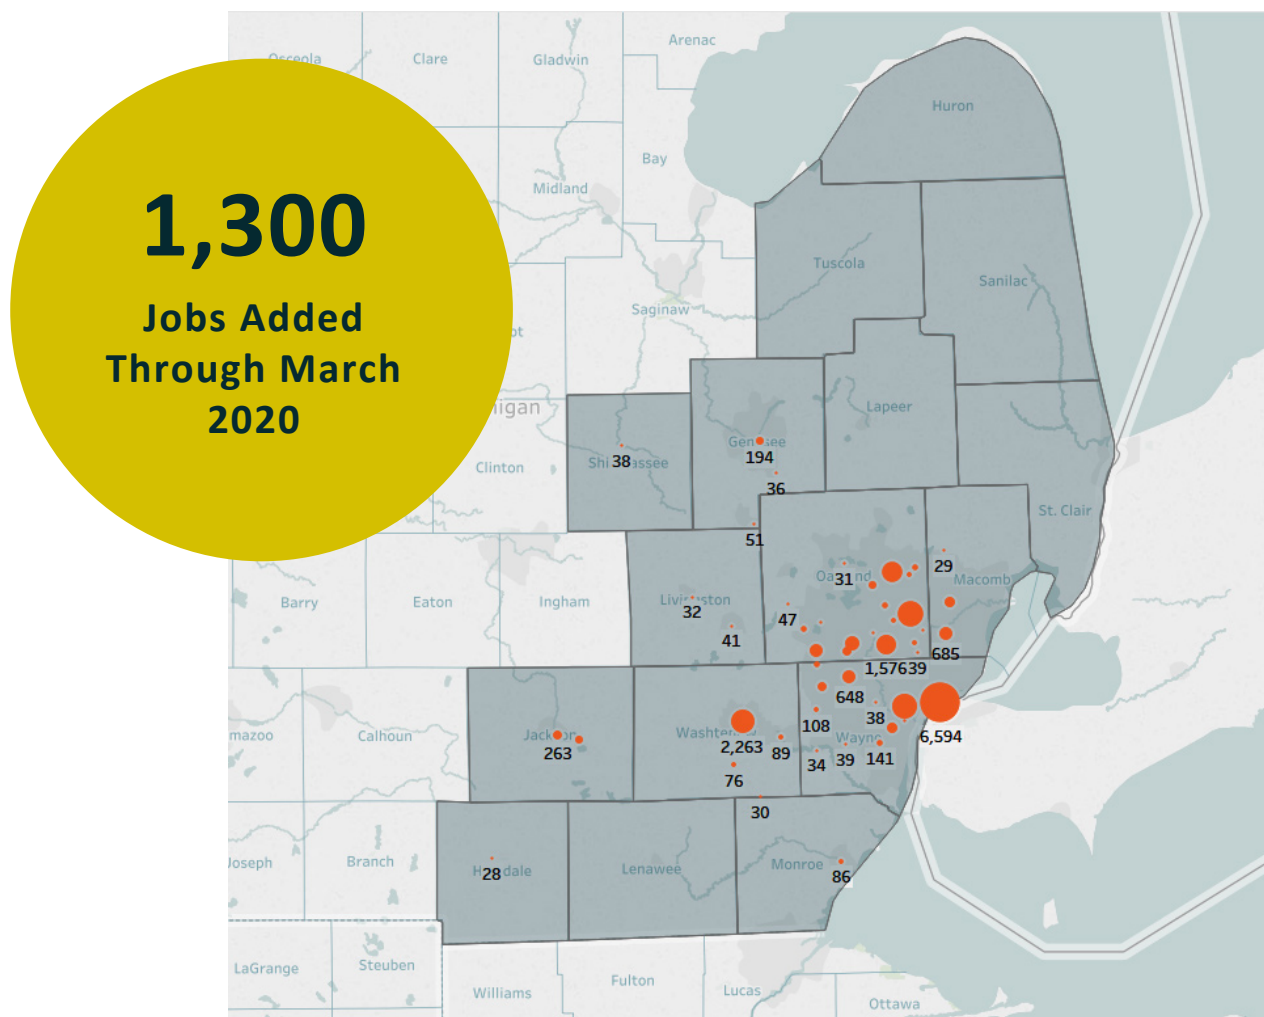 Arenac
Osceola
Clare
Gladwin
Huron
Bay
Midland
1,300
Jobs Added
Through March
2020
Tuscola
Sanilac
Saginaw
Lapeer
Genesee
194
Clinton
38
36
St. Clair
51
29
31
Macomb
Barry
Eaton
Ingham
32
47
41
685
1,57639
648
38
108
Calhoun
263
2,263
89
Wayne
6,594
34
39
141
76
30
Branch
28
Lenawee
Monroe
86
LaGrange
Steuben
Williams
Fulton
Lucas
Ottawa